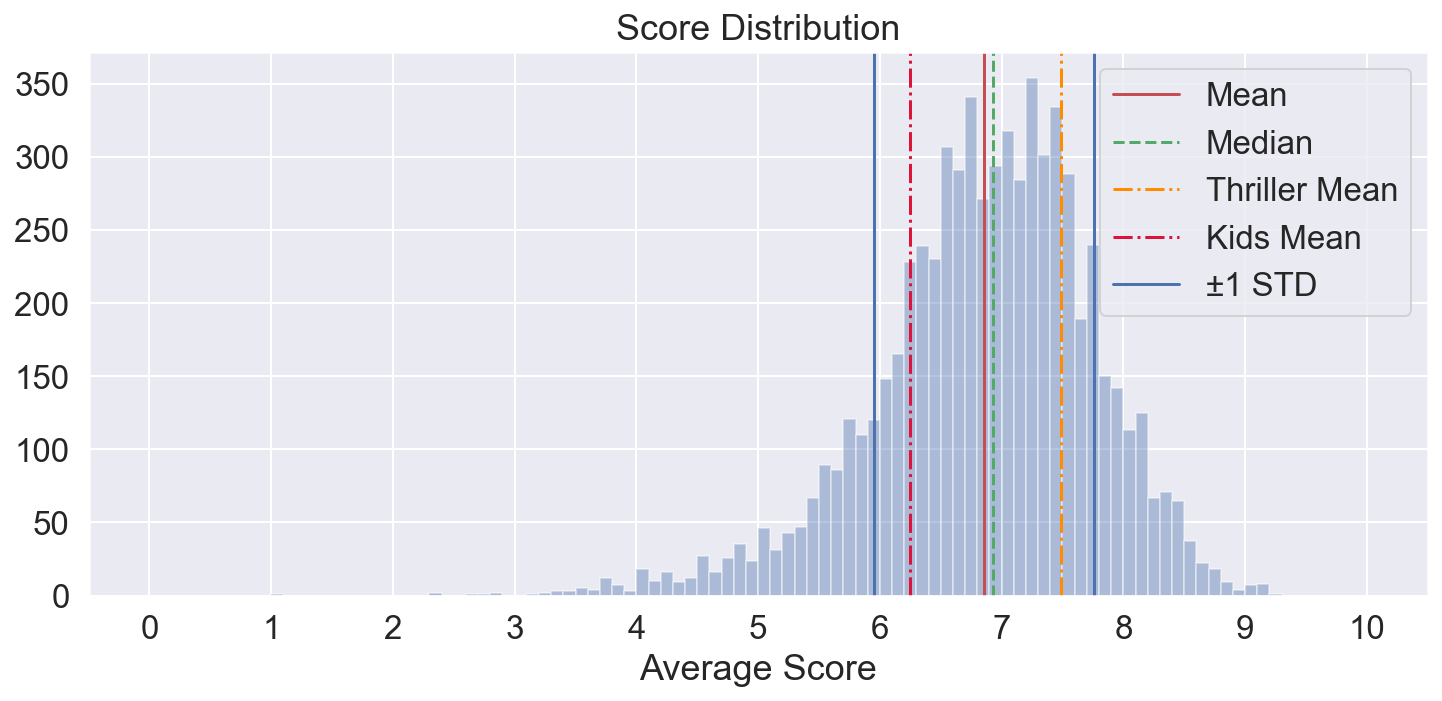 Score Distribution
350
300
250
200
150
100
50
0
Mean
Median
Thriller Mean
Kids Mean
±1 STD
0 1 2 3 4 5 6 7 8 9 10
Average Score